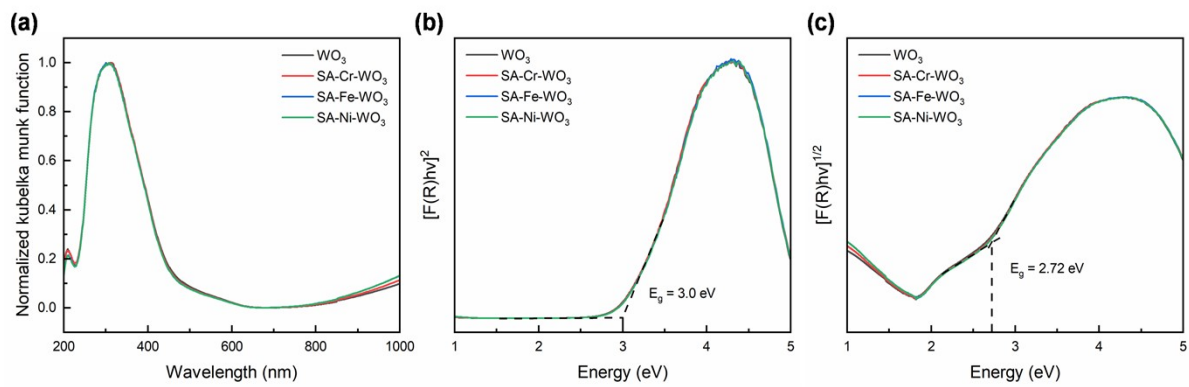 (a)
WO₃
SA-Cr-WO₃
SA-Fe-WO₃
SA-Ni-WO₃
Normalized kubelka munk function
1.0
0.8
0.6
0.4
0.2
0.0
200
400
600
800
1000
Wavelength (nm)
(b)
WO₃
SA-Cr-WO₃
SA-Fe-WO₃
SA-Ni-WO₃
[F(R)hv]²
E_g = 3.0 eV
1
2
3
4
5
Energy (eV)
(c)
WO₃
SA-Cr-WO₃
SA-Fe-WO₃
SA-Ni-WO₃
[F(R)hv]^1/2
E_g = 2.72 eV
1
2
3
4
5
Energy (eV)